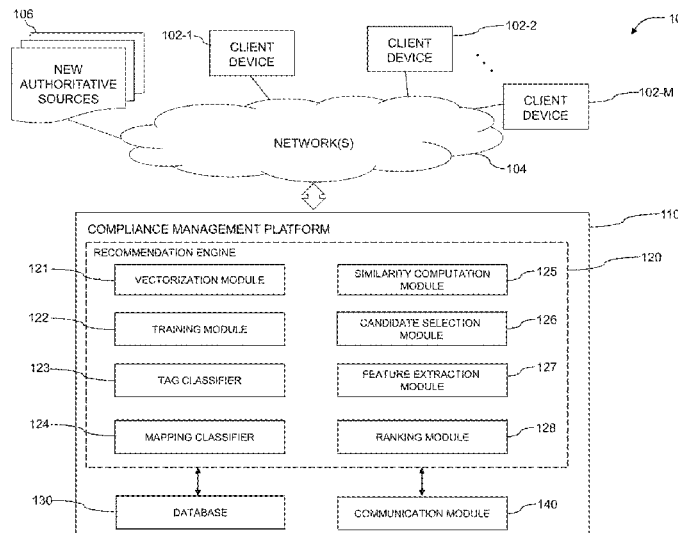 106
NEW
AUTHORITATIVE
SOURCES
102-1
CLIENT
DEVICE
CLIENT
DEVICE
102-2
CLIENT
DEVICE
102-M
NETWORK(S)
104
COMPLIANCE MANAGEMENT PLATFORM
110
RECOMMENDATION ENGINE
120
121
VECTORIZATION MODULE
SIMILARITY COMPUTATION
MODULE
125
122
TRAINING MODULE
CANDIDATE SELECTION
MODULE
126
123
TAG CLASSIFIER
FEATURE EXTRACTION
MODULE
127
124
MAPPING CLASSIFIER
RANKING MODULE
128
130
DATABASE
COMMUNICATION MODULE
140